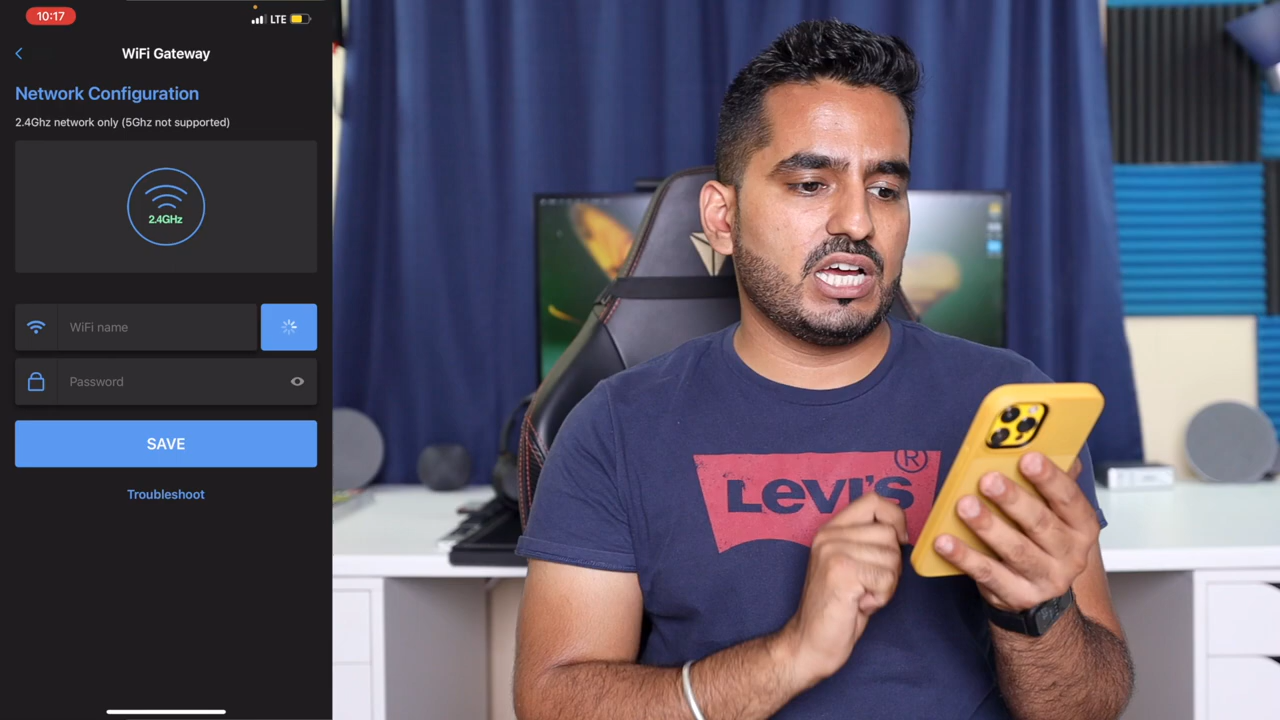 10:17
LTE
WiFi Gateway
Network Configuration
2.4Ghz network only (5Ghz not supported)
2.4GHz
WiFi name
Password
SAVE
Troubleshoot
Levi's®